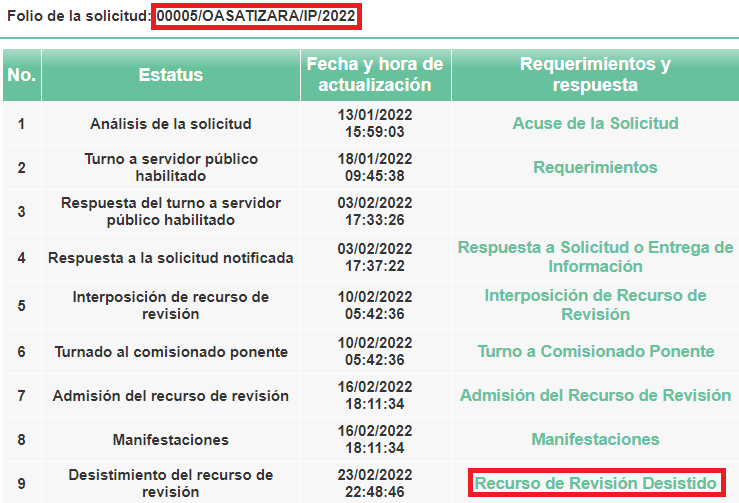 Folio de la solicitud: 00005/OASATIZARA/IP/2022
No. Estatus Fecha y hora de actualización Requerimientos y respuesta
1 Análisis de la solicitud 13/01/2022 15:59:03 Acuse de la Solicitud
2 Turno a servidor público habilitado 18/01/2022 09:45:38 Requerimientos
3 Respuesta del turno a servidor público habilitado 03/02/2022 17:33:26
4 Respuesta a la solicitud notificada 03/02/2022 17:37:22 Respuesta a Solicitud o Entrega de Información
5 Interposición de recurso de revisión 10/02/2022 05:42:36 Interposición de Recurso de Revisión
6 Turnado al comisionado ponente 10/02/2022 05:42:36 Turno a Comisionado Ponente
7 Admisión del recurso de revisión 16/02/2022 18:11:34 Admisión del Recurso de Revisión
8 Manifestaciones 16/02/2022 18:11:34 Manifestaciones
9 Desistimiento del recurso de revisión 23/02/2022 22:48:46 Recurso de Revisión Desistido